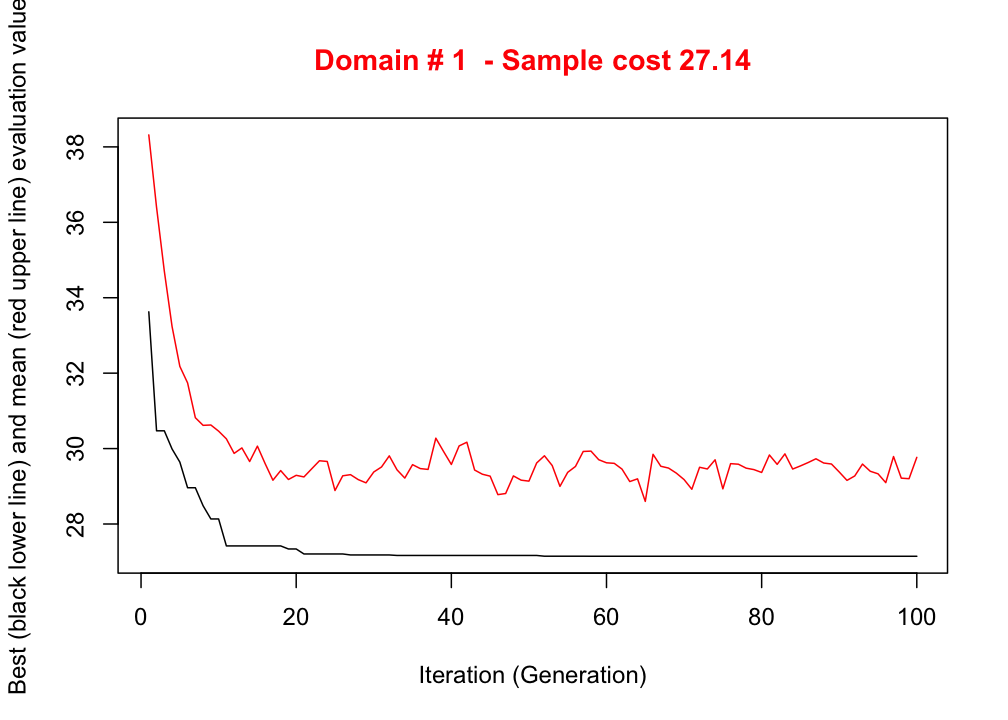 Domain # 1  - Sample cost 27.14
Best (black lower line) and mean (red upper line) evaluation value
38
36
34
32
30
28
0 20 40 60 80 100
Iteration (Generation)